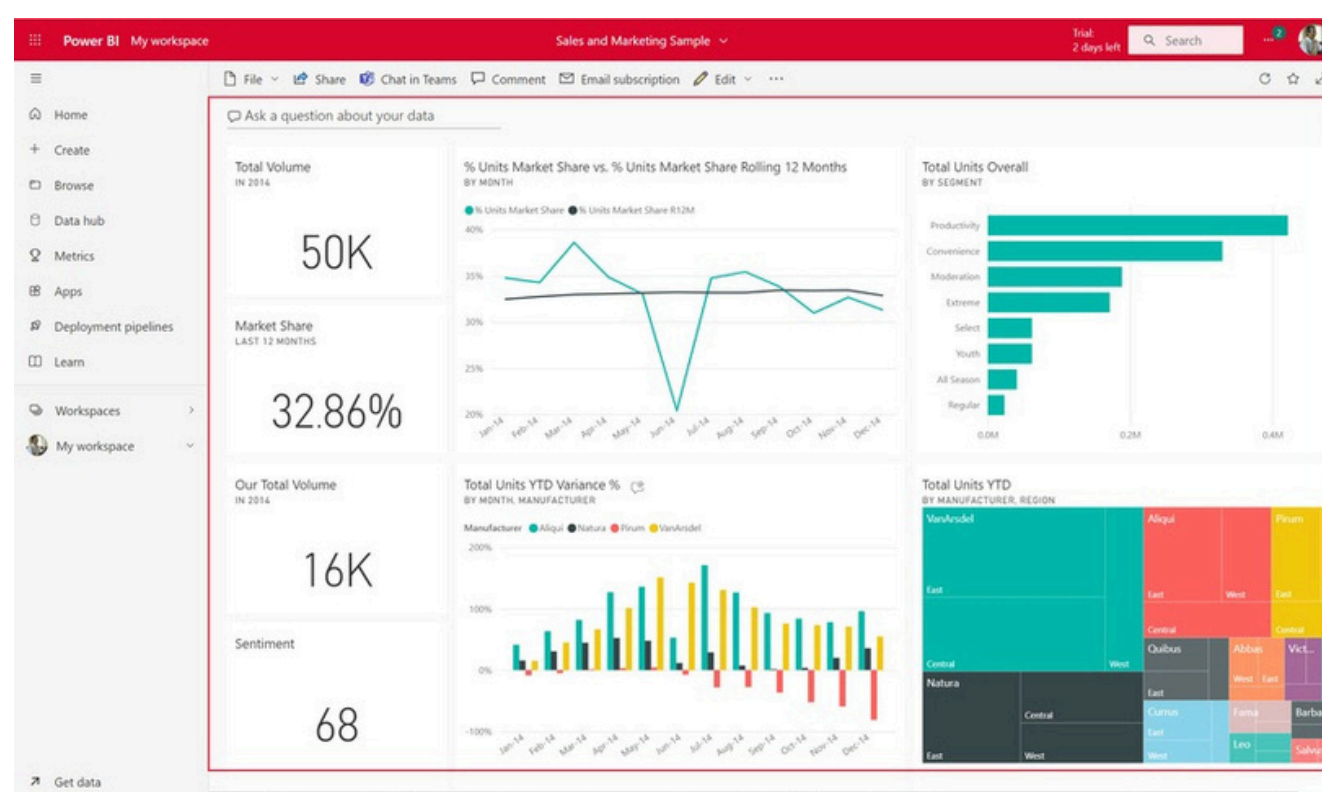 Power BI My workspace
Sales and Marketing Sample
Trial:
2 days left
Search
2
File
Share
Chat in Teams
Comment
Email subscription
Edit
Home
Create
Browse
Data hub
Metrics
Apps
Deployment pipelines
Learn
Workspaces
My workspace
Get data
Ask a question about your data
Total Volume
IN 2014
50K
Market Share
LAST 12 MONTHS
32.86%
Our Total Volume
IN 2014
16K
Sentiment
68
% Units Market Share vs. % Units Market Share Rolling 12 Months
BY MONTH
% Units Market Share % Units Market Share R12M
40%
35%
30%
25%
20%
Jan-14 Feb-14 Mar-14 Apr-14 May-14 Jun-14 Jul-14 Aug-14 Sep-14 Oct-14 Nov-14 Dec-14
Total Units YTD Variance %
BY MONTH, MANUFACTURER
Manufacturer Aliqui Natura Pirum VanArsdel
200%
100%
0%
-100%
Jan-14 Feb-14 Mar-14 Apr-14 May-14 Jun-14 Jul-14 Aug-14 Sep-14 Oct-14 Nov-14 Dec-14
Total Units Overall
BY SEGMENT
Productivity
Convenience
Moderation
Extreme
Select
Youth
All Season
Regular
0.0M 0.2M 0.4M
Total Units YTD
BY MANUFACTURER, REGION
VanArsdel
East
Central
West
Natura
Central
East
West
Aliqui
East
West
Central
Pirum
East
Central
Quibus
East
Abbas
West East
Vict...
Currus
East
West
Fama
Leo
Barba
Salvus